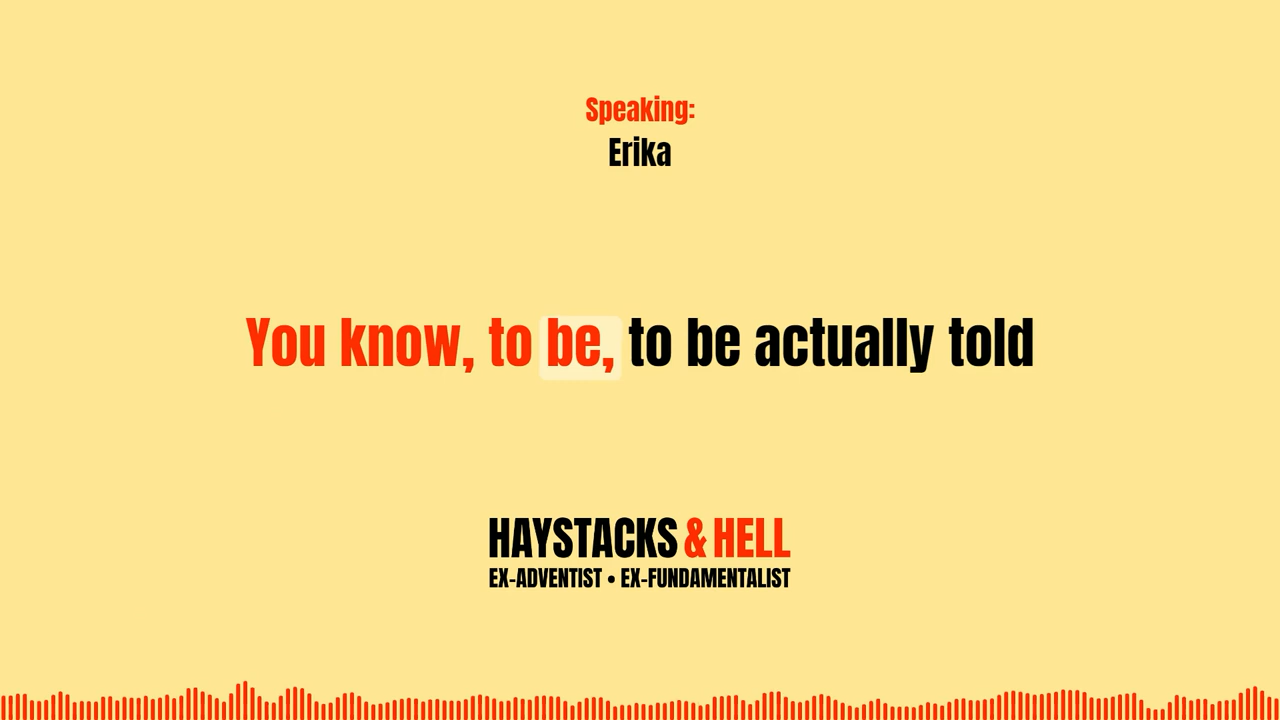 Speaking:
Erika
You know, to be, to be actually told
HAYSTACKS & HELL
EX-ADVENTIST • EX-FUNDAMENTALIST